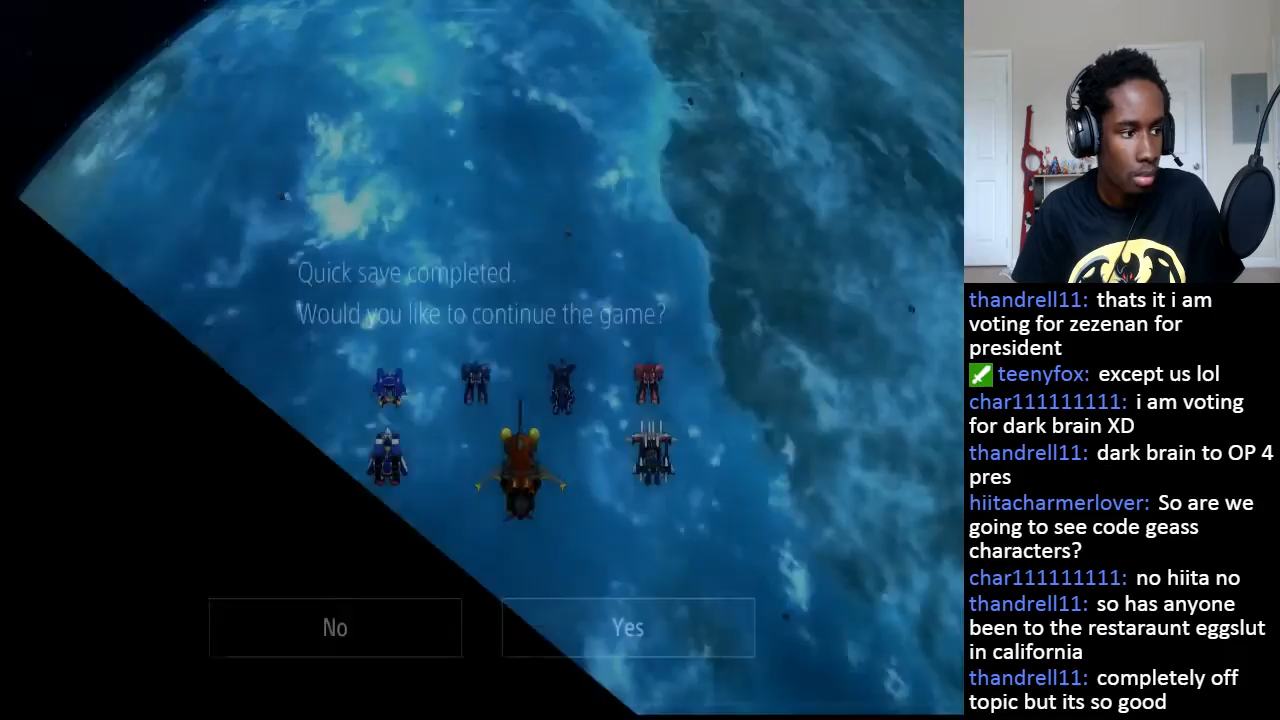 Quick save completed.
Would you like to continue the game?
No
Yes
thandrell11: thats it i am
voting for zezenan for
president
teenyfox: except us lol
char111111111: i am voting
for dark brain XD
thandrell11: dark brain to OP 4
pres
hiitacharmerlover: So are we
going to see code geass
characters?
char111111111: no hiita no
thandrell11: so has anyone
been to the restaraunt eggslut
in california
thandrell11: completely off
topic but its so good